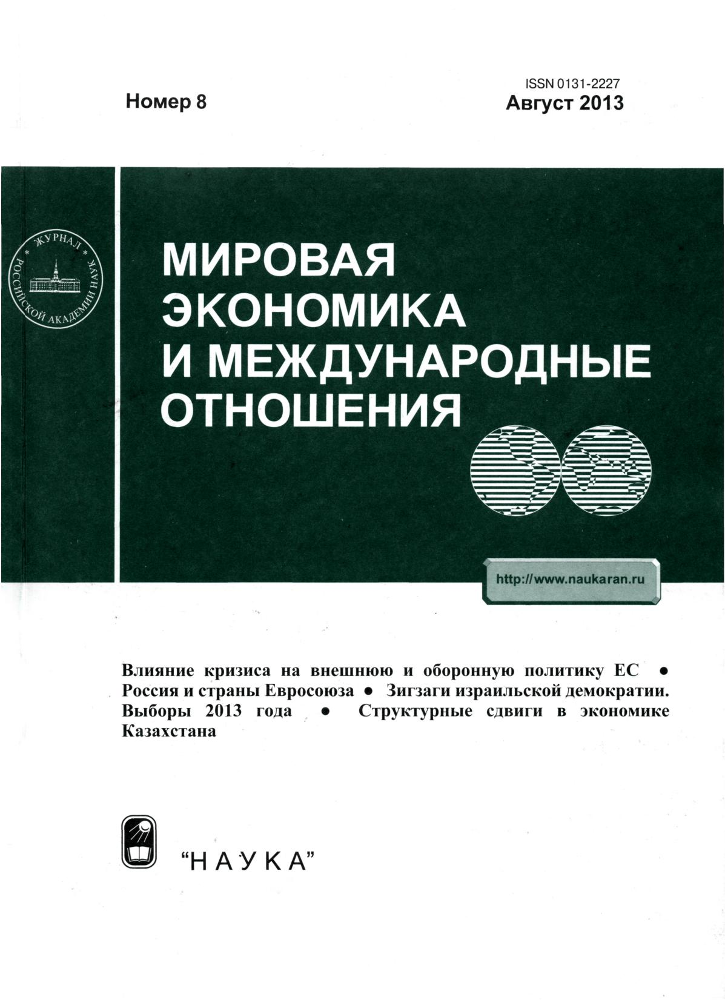 ISSN 0131-2227
Номер 8
Август 2013
* ЖУРНАЛ *
РОССИЙСКОЙ АКАДЕМИИ НАУК
МИРОВАЯ
ЭКОНОМИКА
И МЕЖДУНАРОДНЫЕ
ОТНОШЕНИЯ
http://www.naukaran.ru
Влияние кризиса на внешнюю и оборонную политику ЕС ●
Россия и страны Евросоюза ● Зигзаги израильской демократии.
Выборы 2013 года ● Структурные сдвиги в экономике
Казахстана
“НАУКА”